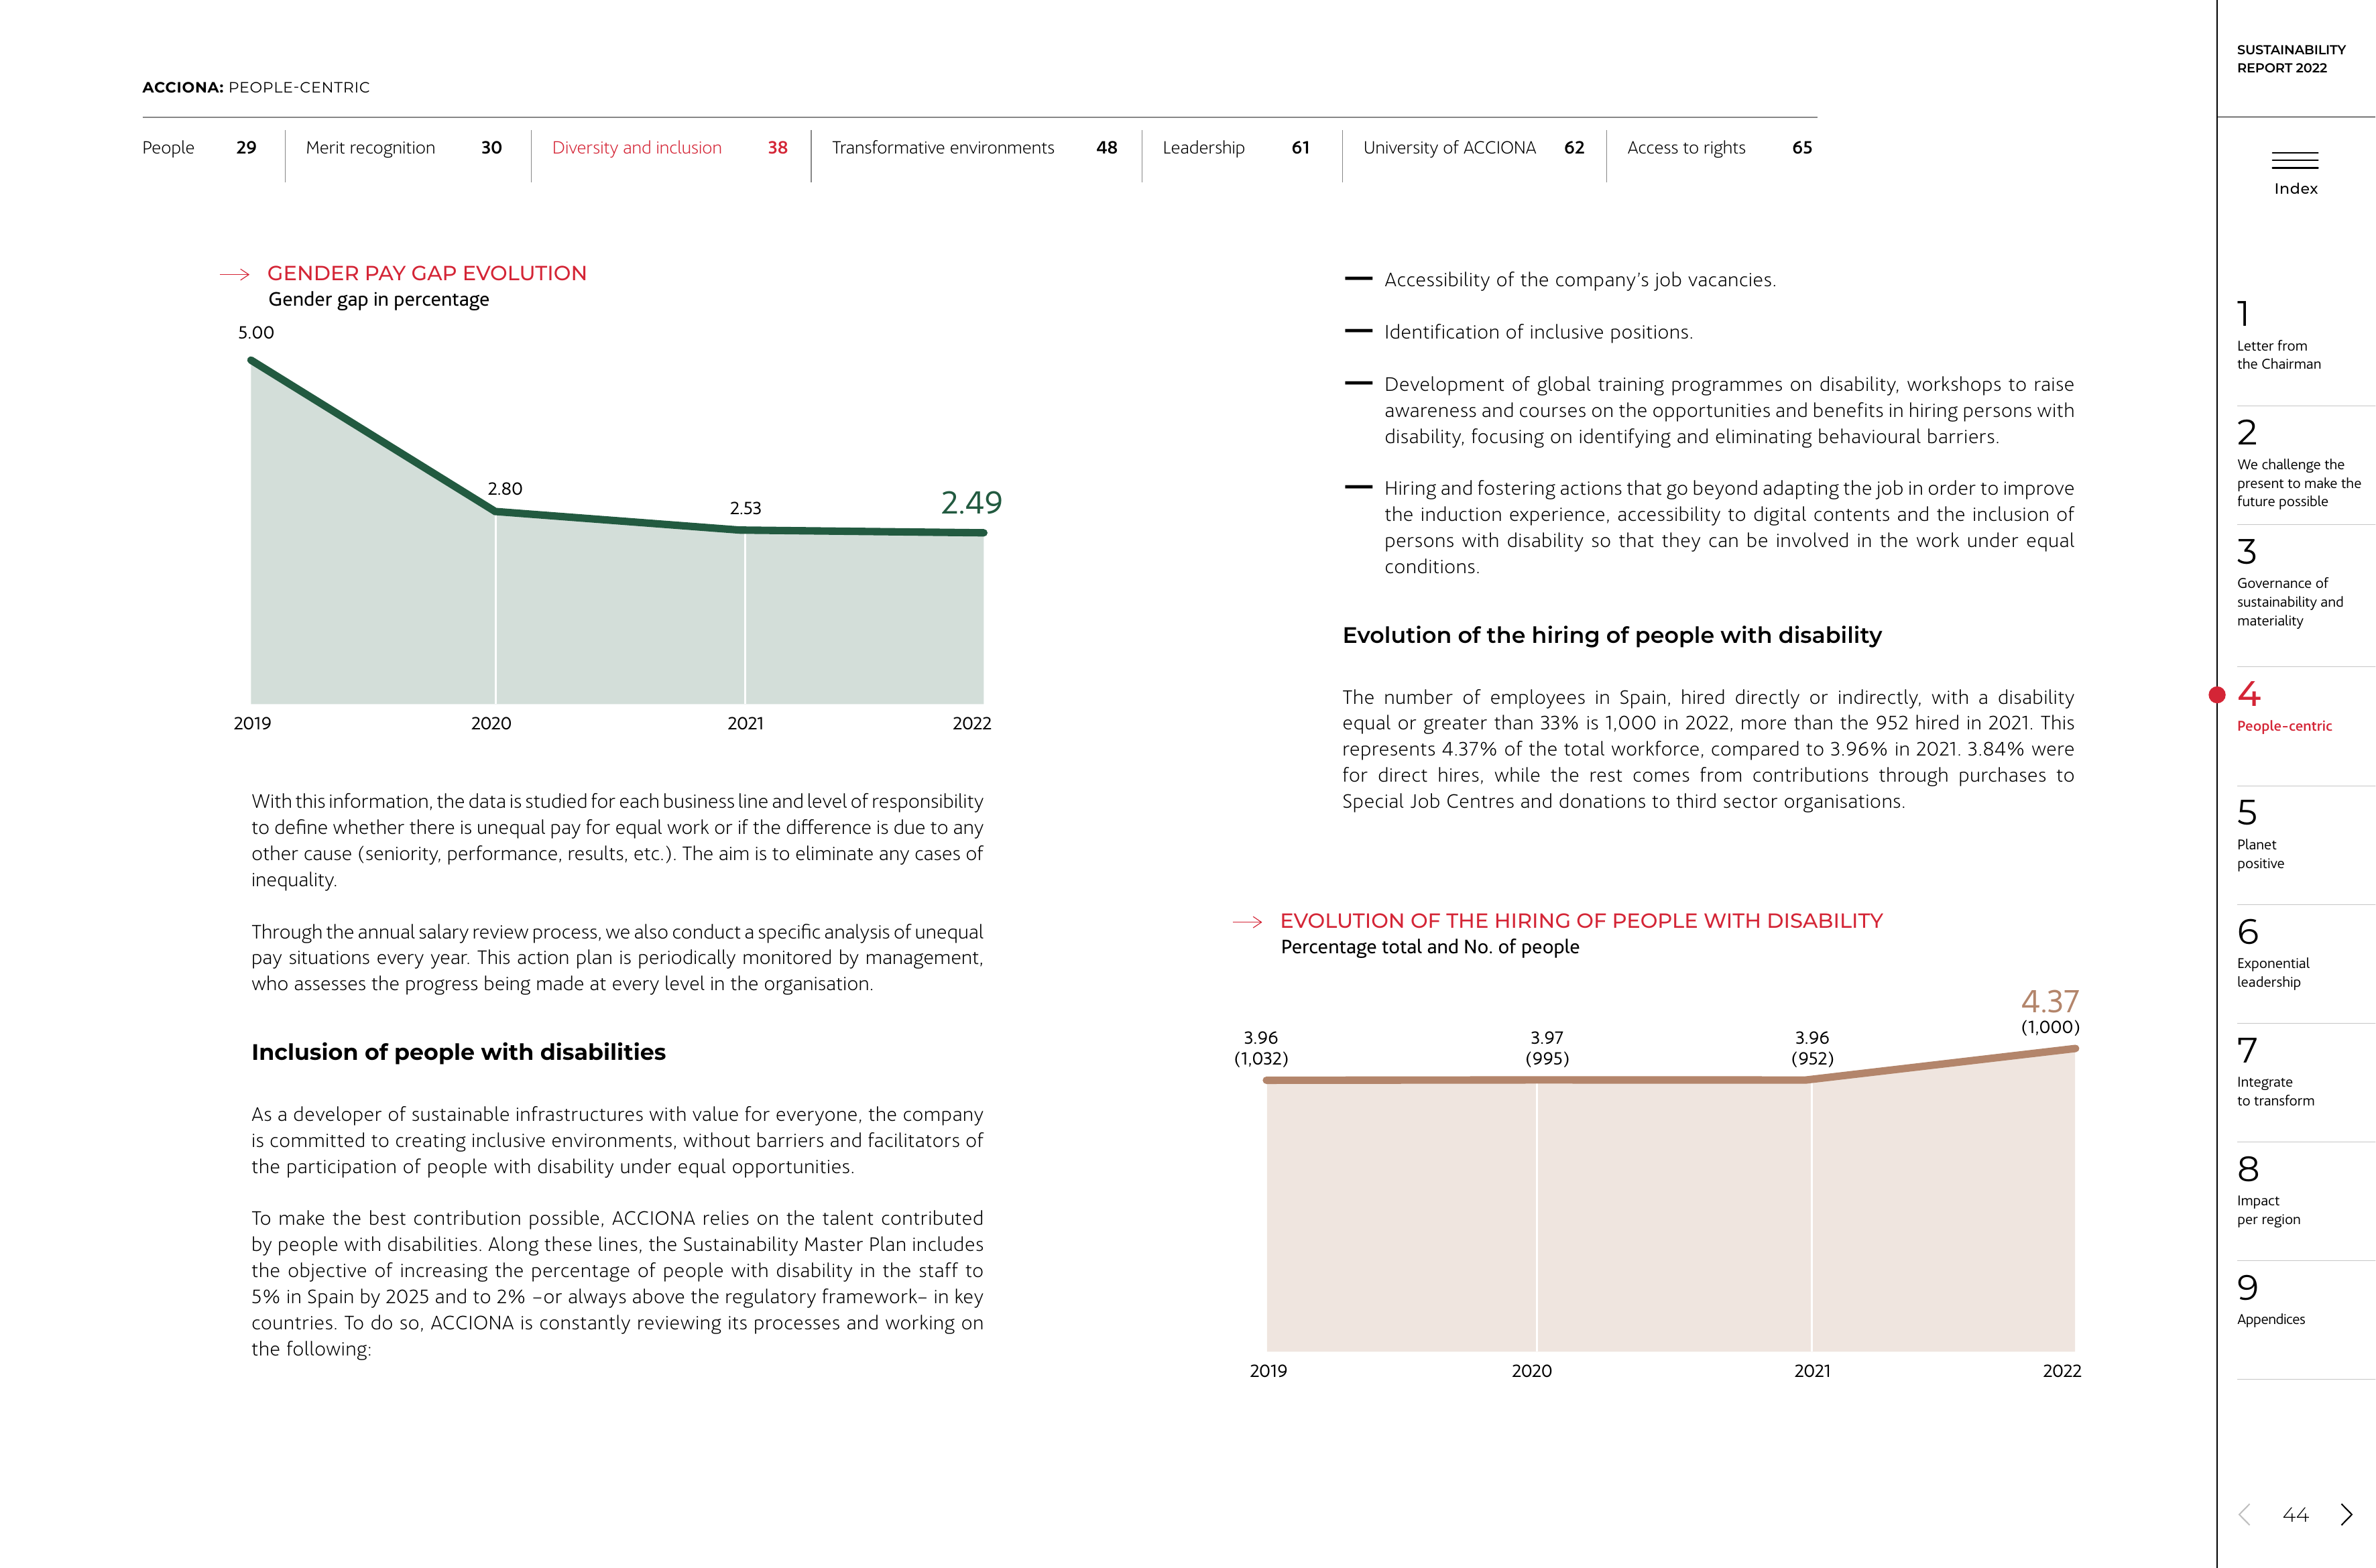 ACCIONA: PEOPLE-CENTRIC
People 29
Merit recognition 30
Diversity and inclusion 38
Transformative environments 48
Leadership 61
University of ACCIONA 62
Access to rights 65
GENDER PAY GAP EVOLUTION
Gender gap in percentage
5.00
2.80
2.53
2.49
2019
2020
2021
2022
With this information, the data is studied for each business line and level of responsibility
to define whether there is unequal pay for equal work or if the difference is due to any
other cause (seniority, performance, results, etc.). The aim is to eliminate any cases of
inequality.
Through the annual salary review process, we also conduct a specific analysis of unequal
pay situations every year. This action plan is periodically monitored by management,
who assesses the progress being made at every level in the organisation.
Inclusion of people with disabilities
As a developer of sustainable infrastructures with value for everyone, the company
is committed to creating inclusive environments, without barriers and facilitators of
the participation of people with disability under equal opportunities.
To make the best contribution possible, ACCIONA relies on the talent contributed
by people with disabilities. Along these lines, the Sustainability Master Plan includes
the objective of increasing the percentage of people with disability in the staff to
5% in Spain by 2025 and to 2% –or always above the regulatory framework– in key
countries. To do so, ACCIONA is constantly reviewing its processes and working on
the following:
— Accessibility of the company’s job vacancies.
— Identification of inclusive positions.
— Development of global training programmes on disability, workshops to raise
awareness and courses on the opportunities and benefits in hiring persons with
disability, focusing on identifying and eliminating behavioural barriers.
— Hiring and fostering actions that go beyond adapting the job in order to improve
the induction experience, accessibility to digital contents and the inclusion of
persons with disability so that they can be involved in the work under equal
conditions.
Evolution of the hiring of people with disability
The number of employees in Spain, hired directly or indirectly, with a disability
equal or greater than 33% is 1,000 in 2022, more than the 952 hired in 2021. This
represents 4.37% of the total workforce, compared to 3.96% in 2021. 3.84% were
for direct hires, while the rest comes from contributions through purchases to
Special Job Centres and donations to third sector organisations.
EVOLUTION OF THE HIRING OF PEOPLE WITH DISABILITY
Percentage total and No. of people
3.96
(1,032)
3.97
(995)
3.96
(952)
4.37
(1,000)
2019
2020
2021
2022
SUSTAINABILITY
REPORT 2022
Index
1
Letter from
the Chairman
2
We challenge the
present to make the
future possible
3
Governance of
sustainability and
materiality
4
People-centric
5
Planet
positive
6
Exponential
leadership
7
Integrate
to transform
8
Impact
per region
9
Appendices
44